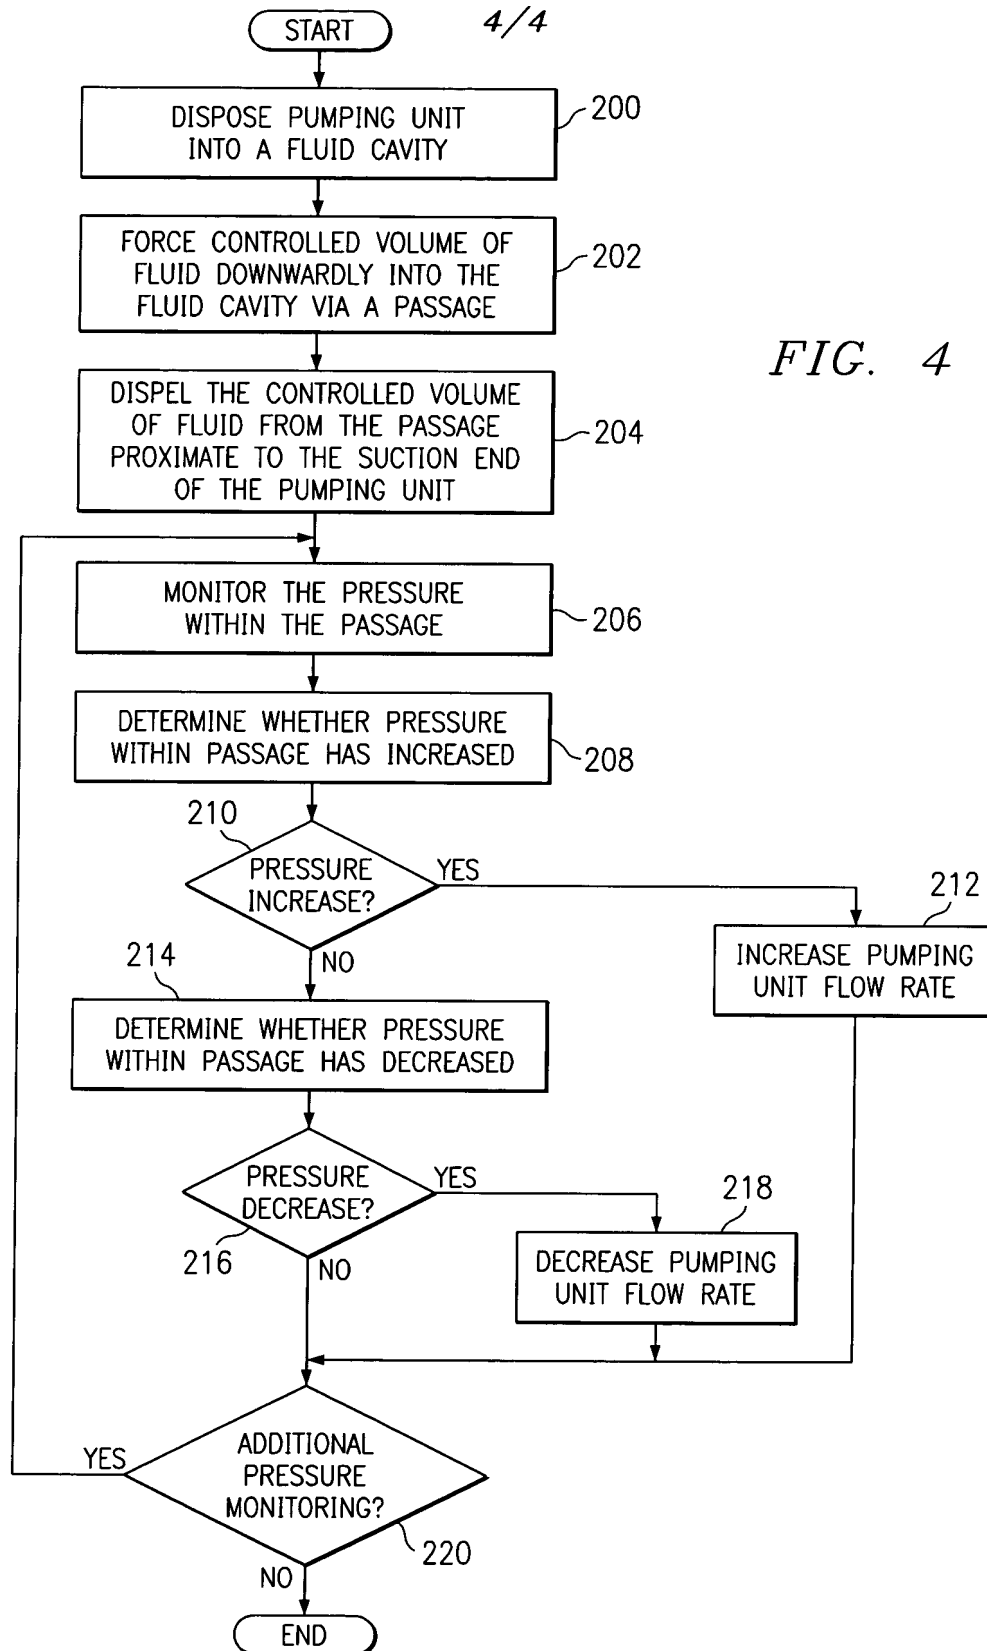 4/4
START
DISPOSE PUMPING UNIT
INTO A FLUID CAVITY
200
FORCE CONTROLLED VOLUME OF
FLUID DOWNWARDLY INTO THE
FLUID CAVITY VIA A PASSAGE
202
FIG. 4
DISPEL THE CONTROLLED VOLUME
OF FLUID FROM THE PASSAGE
PROXIMATE TO THE SUCTION END
OF THE PUMPING UNIT
204
MONITOR THE PRESSURE
WITHIN THE PASSAGE
206
DETERMINE WHETHER PRESSURE
WITHIN PASSAGE HAS INCREASED
208
210
PRESSURE
INCREASE?
YES
NO
212
INCREASE PUMPING
UNIT FLOW RATE
214
DETERMINE WHETHER PRESSURE
WITHIN PASSAGE HAS DECREASED
PRESSURE
DECREASE?
YES
216
NO
218
DECREASE PUMPING
UNIT FLOW RATE
YES
ADDITIONAL
PRESSURE
MONITORING?
220
NO
END